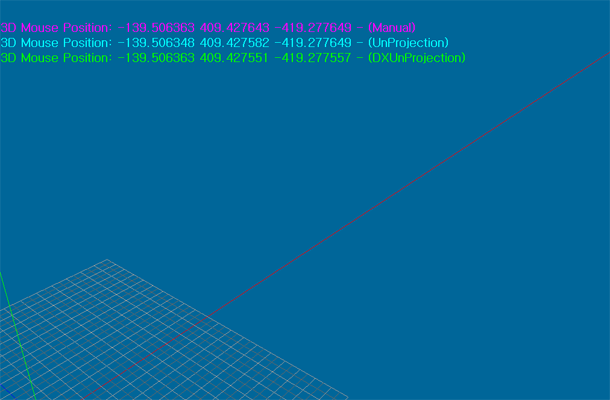 3D Mouse Position: -139.506363 409.427643 -419.277649 - (Manual)
3D Mouse Position: -139.506348 409.427582 -419.277649 - (UnProjection)
3D Mouse Position: -139.506363 409.427551 -419.277557 - (DXUnProjection)